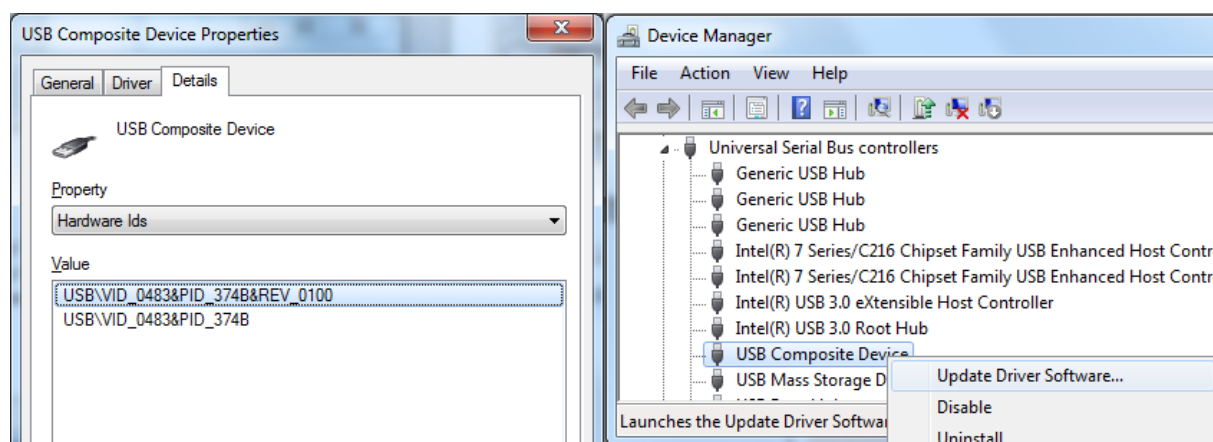 USB Composite Device Properties
General Driver Details
USB Composite Device
Property
Hardware Ids
Value
USB\VID_0483&PID_374B&REV_0100
USB\VID_0483&PID_374B
Device Manager
File Action View Help
Universal Serial Bus controllers
Generic USB Hub
Generic USB Hub
Generic USB Hub
Intel(R) 7 Series/C216 Chipset Family USB Enhanced Host Contr
Intel(R) 7 Series/C216 Chipset Family USB Enhanced Host Contr
Intel(R) USB 3.0 eXtensible Host Controller
Intel(R) USB 3.0 Root Hub
USB Composite Device
USB Mass Storage D
Launches the Update Driver Softwar
Update Driver Software...
Disable
Uninstall